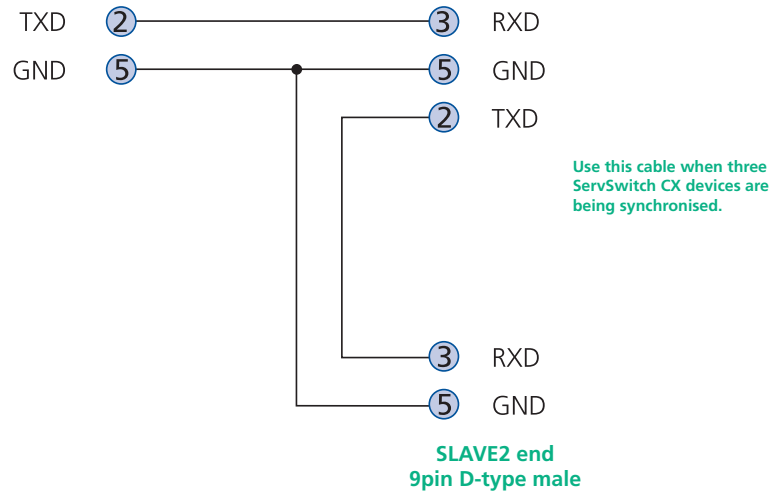 TXD 2 3 RXD
GND 5 5 GND
2 TXD
Use this cable when three
ServSwitch CX devices are
being synchronised.
3 RXD
5 GND
SLAVE2 end
9pin D-type male